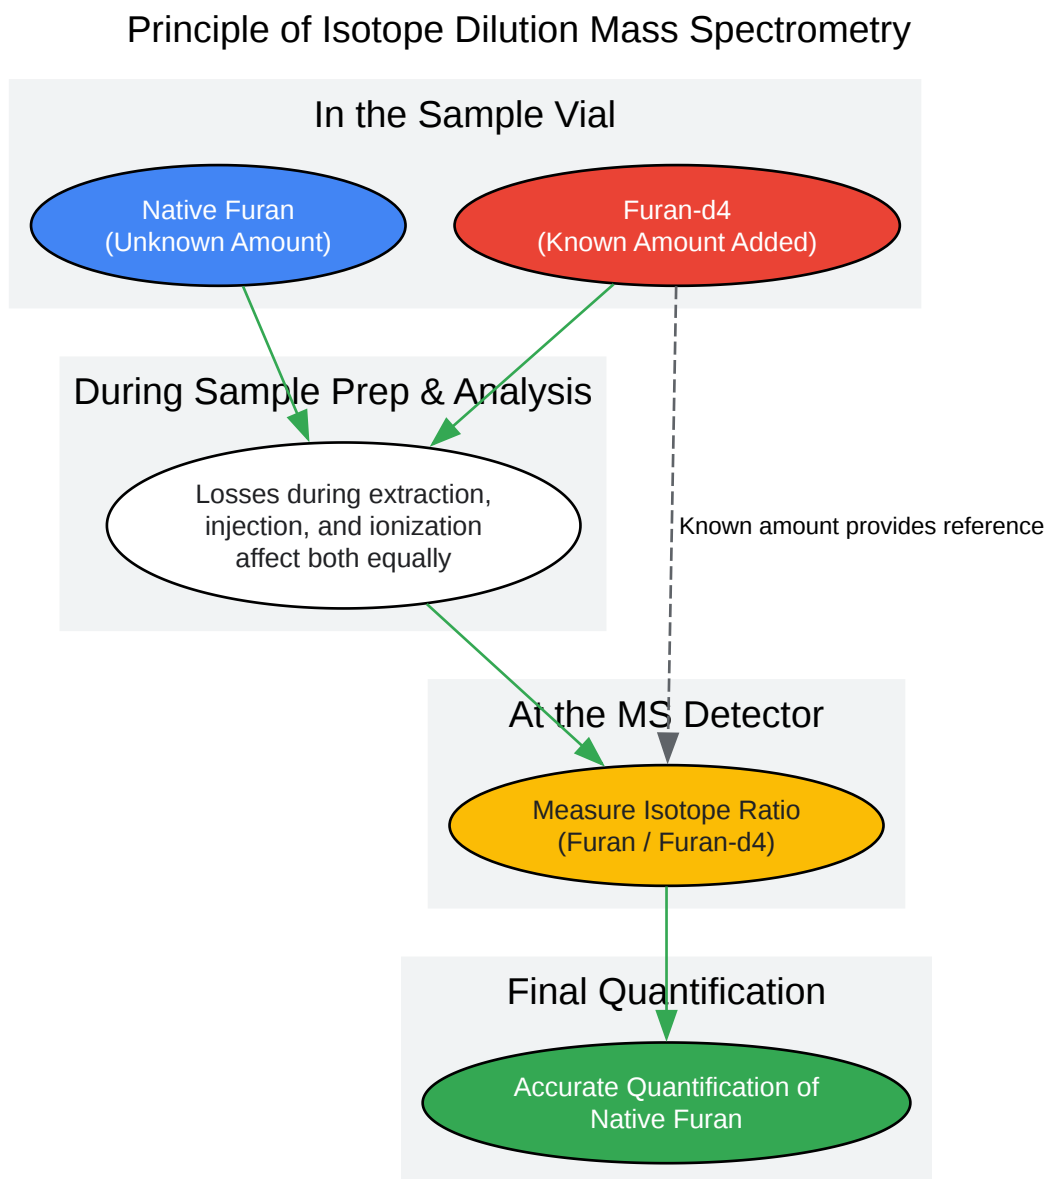 Principle of Isotope Dilution Mass Spectrometry
In the Sample Vial
Native Furan
(Unknown Amount)
Furan-d4
(Known Amount Added)
During Sample Prep & Analysis
Losses during extraction,
injection, and ionization
affect both equally
Known amount provides reference
At the MS Detector
Measure Isotope Ratio
(Furan / Furan-d4)
Final Quantification
Accurate Quantification of
Native Furan